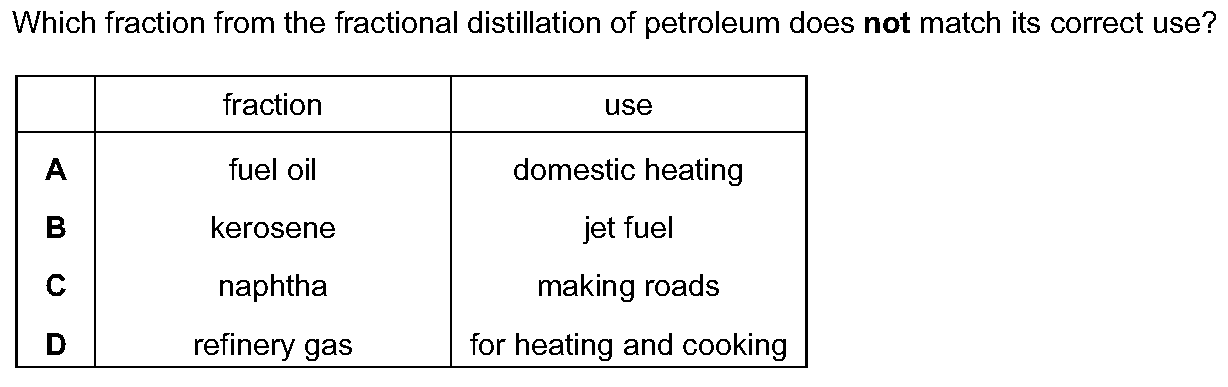 Which fraction from the fractional distillation of petroleum does not match its correct use?
fraction use
A fuel oil domestic heating
B kerosene jet fuel
C naphtha making roads
D refinery gas for heating and cooking